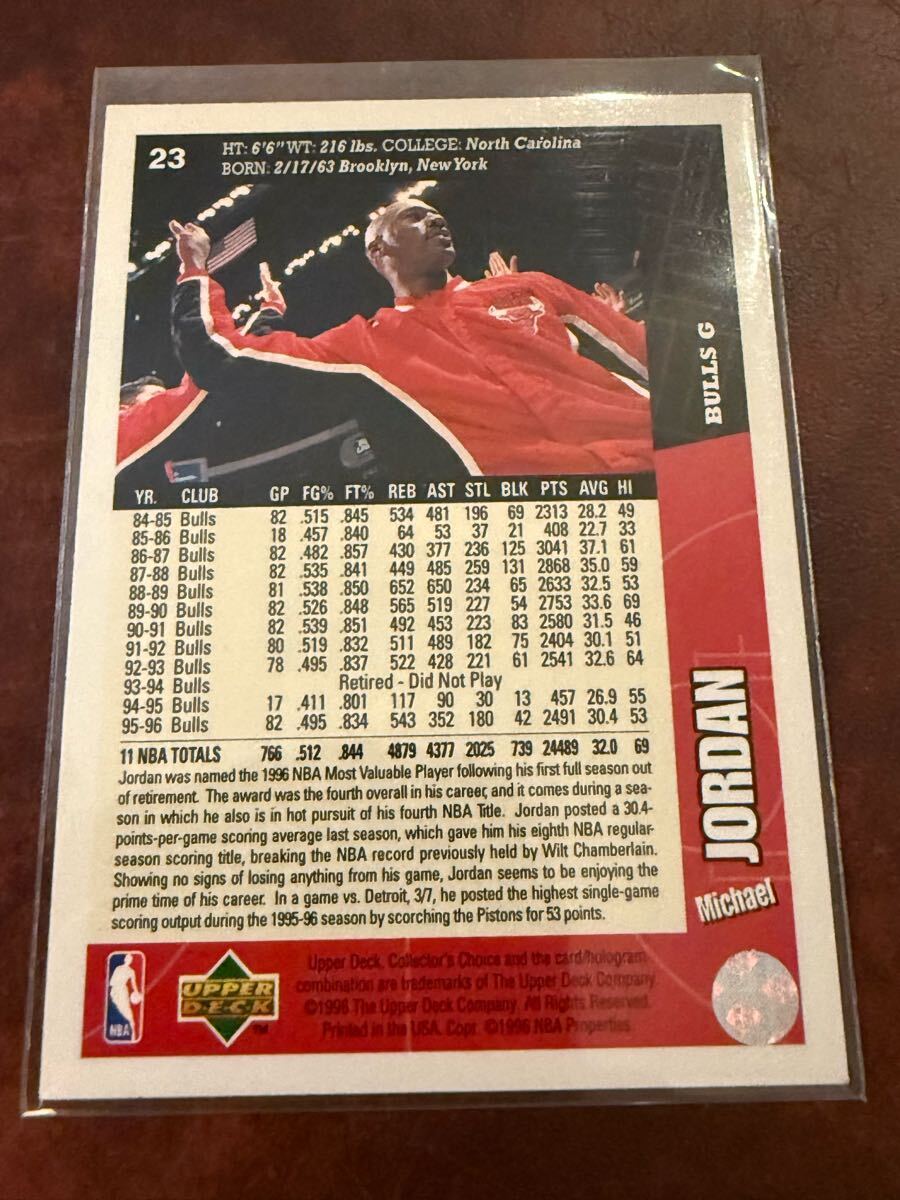 23
HT: 6'6" WT: 216 lbs. COLLEGE: North Carolina
BORN: 2/17/63 Brooklyn, New York
BULLS G
YR. CLUB GP FG% FT% REB AST STL BLK PTS AVG HI
84-85 Bulls 82 .515 .845 534 481 196 69 2313 28.2 49
85-86 Bulls 18 .457 .840 64 53 37 21 408 22.7 33
86-87 Bulls 82 .482 .857 430 377 236 125 3041 37.1 61
87-88 Bulls 82 .535 .841 449 485 259 131 2868 35.0 59
88-89 Bulls 81 .538 .850 652 650 234 65 2633 32.5 53
89-90 Bulls 82 .526 .848 565 519 227 54 2753 33.6 69
90-91 Bulls 82 .539 .851 492 453 223 83 2580 31.5 46
91-92 Bulls 80 .519 .832 511 489 182 75 2404 30.1 51
92-93 Bulls 78 .495 .837 522 428 221 61 2541 32.6 64
93-94 Bulls Retired - Did Not Play
94-95 Bulls 17 .411 .801 117 90 30 13 457 26.9 55
95-96 Bulls 82 .495 .834 543 352 180 42 2491 30.4 53
11 NBA TOTALS 766 .512 .844 4879 4377 2025 739 24489 32.0 69
Jordan was named the 1996 NBA Most Valuable Player following his first full season out
of retirement. The award was the fourth overall in his career, and it comes during a sea-
son in which he also is in hot pursuit of his fourth NBA Title. Jordan posted a 30.4-
points-per-game scoring average last season, which gave him his eighth NBA regular-
season scoring title, breaking the NBA record previously held by Wilt Chamberlain.
Showing no signs of losing anything from his game, Jordan seems to be enjoying the
prime time of his career. In a game vs. Detroit, 3/7, he posted the highest single-game
scoring output during the 1995-96 season by scorching the Pistons for 53 points.
Michael
JORDAN
NBA
UPPER
DECK
TM
Upper Deck, Collector's Choice and the card/hologram
combination are trademarks of The Upper Deck Company.
©1996 The Upper Deck Company. All Rights Reserved.
Printed in the USA. Copr. ©1996 NBA Properties